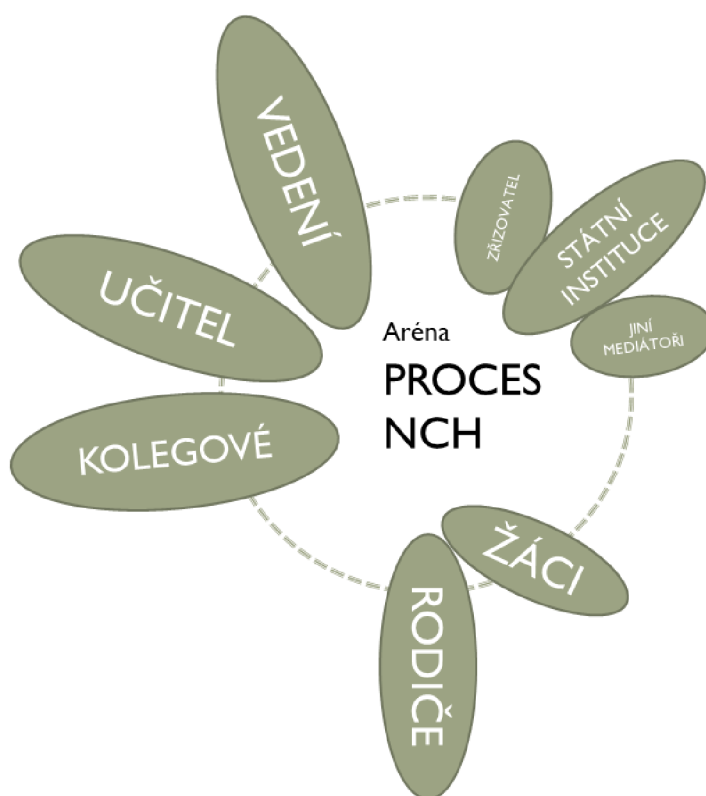 VEDENÍ
ZŘIZOVATEL
STÁTNÍ
INSTITUCE
UČITEL
JINÍ
MEDIÁTOŘI
Aréna
PROCES
NCH
KOLEGOVÉ
ŽÁCI
RODIČE